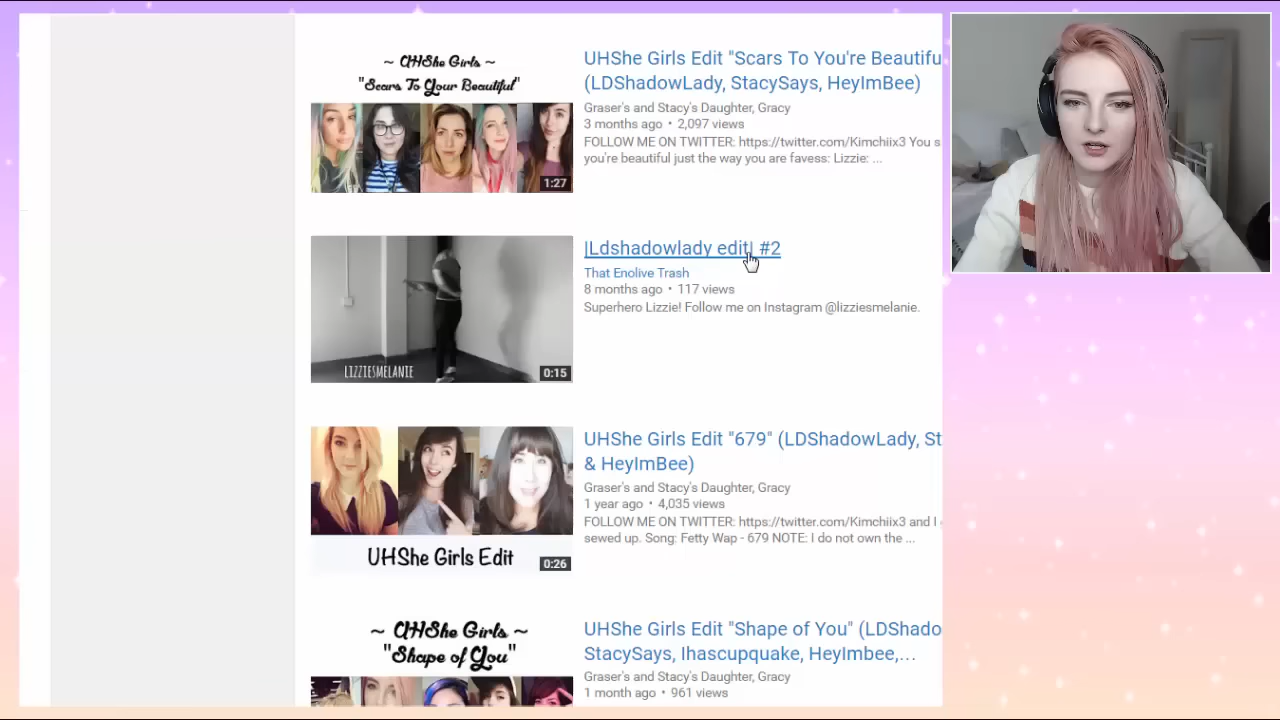 ~ UHShe Girls ~
"Scars To Your Beautiful"
1:27
UHShe Girls Edit "Scars To You're Beautifu
(LDShadowLady, StacySays, HeyImBee)
Graser's and Stacy's Daughter, Gracy
3 months ago • 2,097 views
FOLLOW ME ON TWITTER: https://twitter.com/Kimchiix3 You s
you're beautiful just the way you are favess: Lizzie: ...
LIZZIESMELANIE
0:15
|Ldshadowlady edit| #2
That Enolive Trash
8 months ago • 117 views
Superhero Lizzie! Follow me on Instagram @lizziesmelanie.
UHShe Girls Edit
0:26
UHShe Girls Edit "679" (LDShadowLady, St
& HeyImBee)
Graser's and Stacy's Daughter, Gracy
1 year ago • 4,035 views
FOLLOW ME ON TWITTER: https://twitter.com/Kimchiix3 and I
sewed up. Song: Fetty Wap - 679 NOTE: I do not own the ...
~ UHShe Girls ~
"Shape of You"
UHShe Girls Edit "Shape of You" (LDShado
StacySays, Ihascupquake, HeyImbee,...
Graser's and Stacy's Daughter, Gracy
1 month ago • 961 views